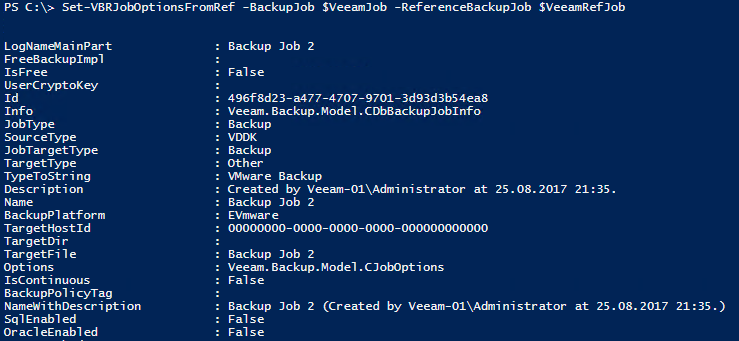 PS C:\> Set-VBRJobOptionsFromRef -BackupJob $VeeamJob -ReferenceBackupJob $VeeamRefJob
LogNameMainPart : Backup Job 2
FreeBackupImpl :
IsFree : False
UserCryptoKey :
Id : 496f8d23-a477-4707-9701-3d93d3b54ea8
Info : Veeam.Backup.Model.CDbBackupJobInfo
JobType : Backup
SourceType : VDDK
JobTargetType : Backup
TargetType : Other
TypeToString : VMware Backup
Description : Created by Veeam-01\Administrator at 25.08.2017 21:35.
Name : Backup Job 2
BackupPlatform : EVmware
TargetHostId : 00000000-0000-0000-0000-000000000000
TargetDir :
TargetFile : Backup Job 2
Options : Veeam.Backup.Model.CJobOptions
IsContinuous : False
BackupPolicyTag :
NameWithDescription : Backup Job 2 (Created by Veeam-01\Administrator at 25.08.2017 21:35.)
SqlEnabled : False
OracleEnabled : False